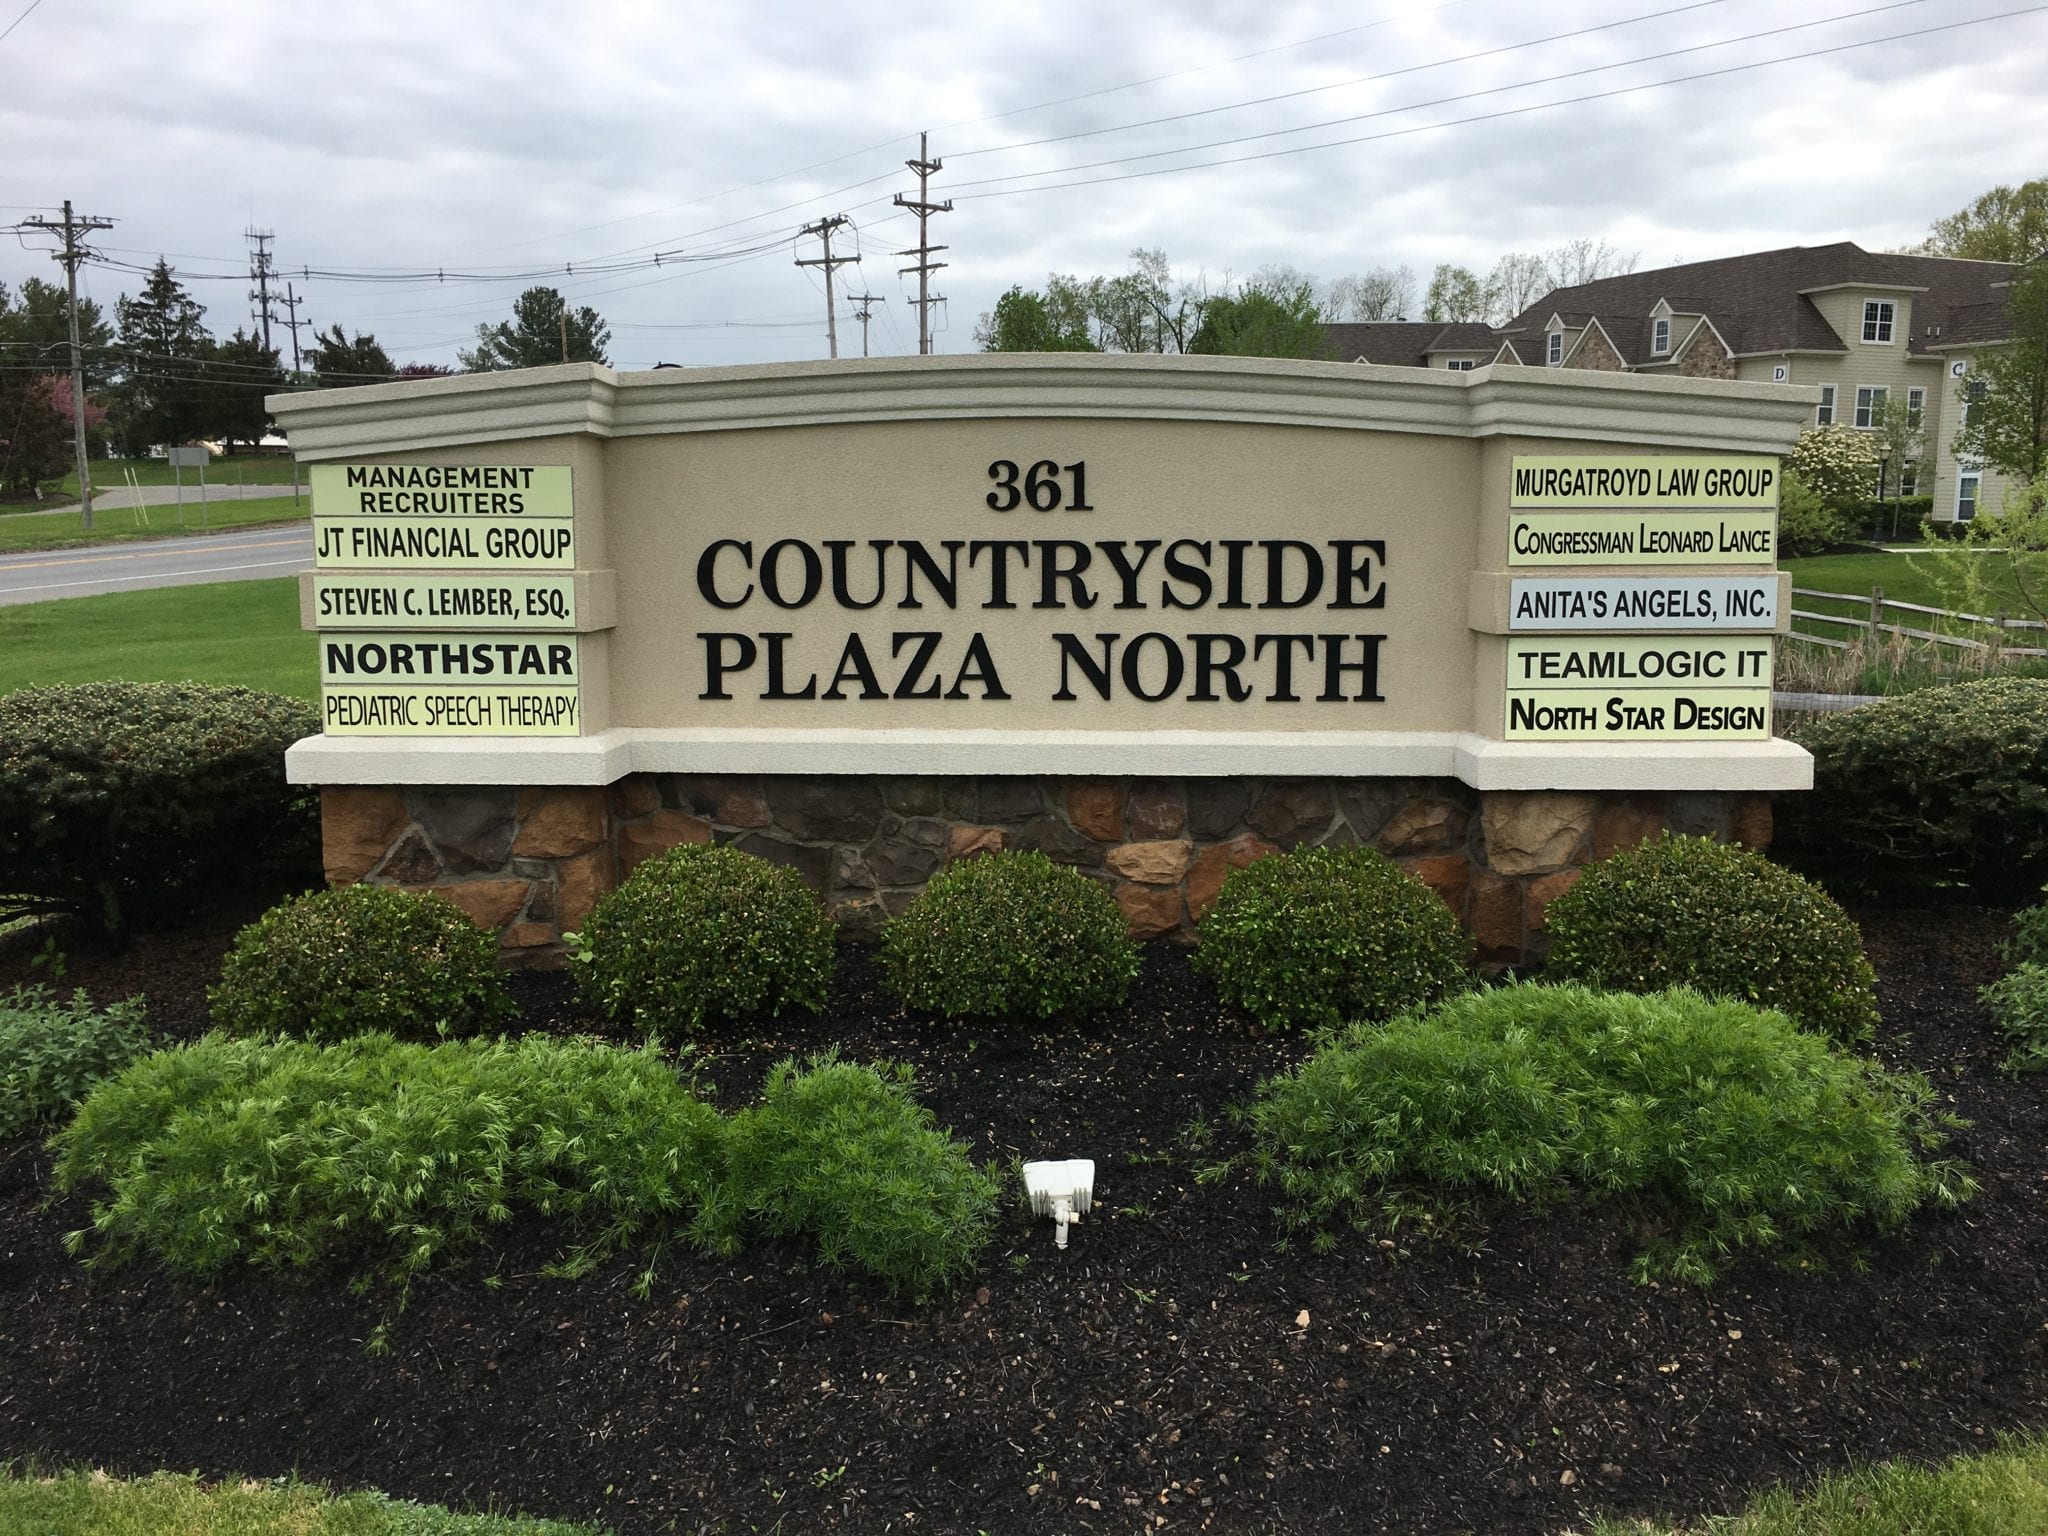 MANAGEMENT
RECRUITERS
JT FINANCIAL GROUP
STEVEN C. LEMBER, ESQ.
NORTHSTAR
PEDIATRIC SPEECH THERAPY
361
COUNTRYSIDE
PLAZA NORTH
MURGATROYD LAW GROUP
CONGRESSMAN LEONARD LANCE
ANITA'S ANGELS, INC.
TEAMLOGIC IT
NORTH STAR DESIGN
D
C